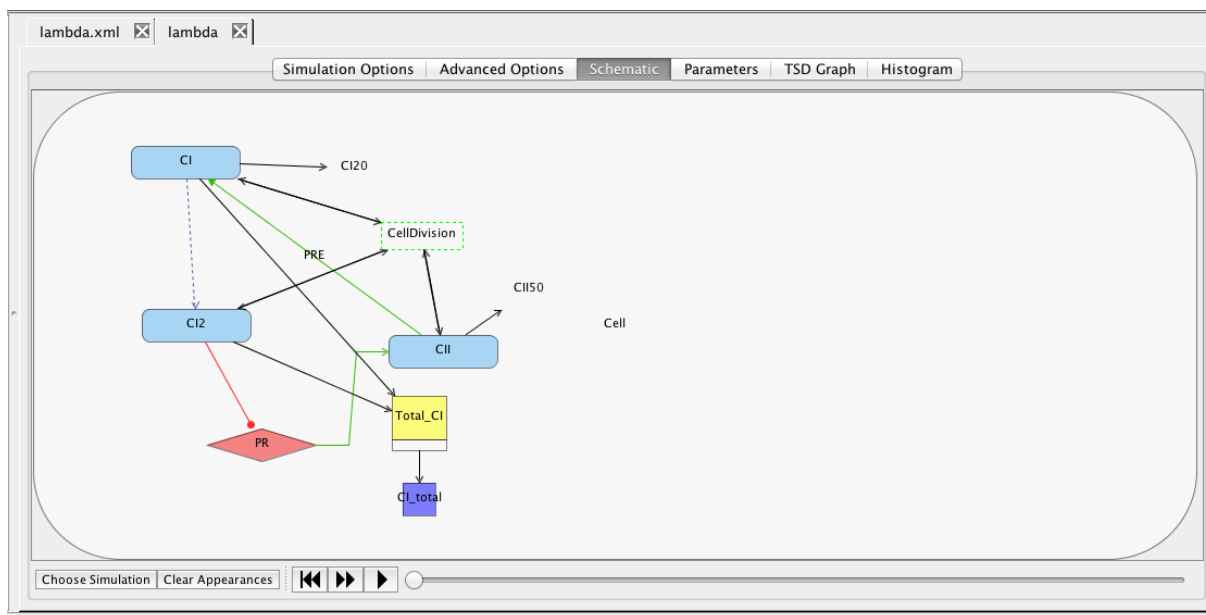 lambda.xml lambda
Simulation Options Advanced Options Schematic Parameters TSD Graph Histogram
CI
CI20
CellDivision
PRE
CII50
CI2
Cell
CII
Total_CI
PR
CI_total
Choose Simulation Clear Appearances